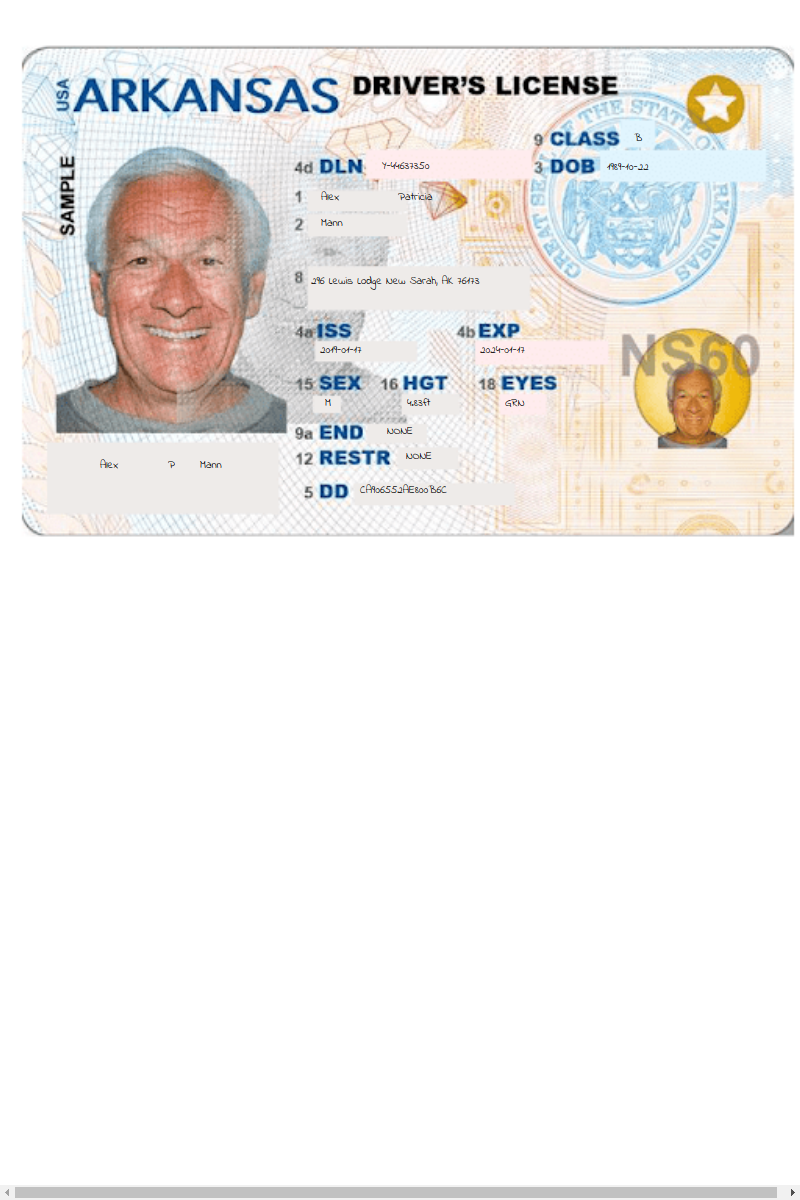 USA ARKANSAS DRIVER'S LICENSE
SAMPLE
9 CLASS B
4d DLN Y-44637350
3 DOB 1989-10-22
1 Alex Patricia
2 Mann
8 296 Lewis Lodge New Sarah, AK 76173
4a ISS 4b EXP
2019-01-17 2024-01-17
15 SEX 16 HGT 18 EYES
M 4.83ft GRN
9a END NONE
12 RESTR NONE
5 DD CA906552AE800B6C
Alex P Mann
NS60
GREAT SEAL OF THE STATE OF ARKANSAS